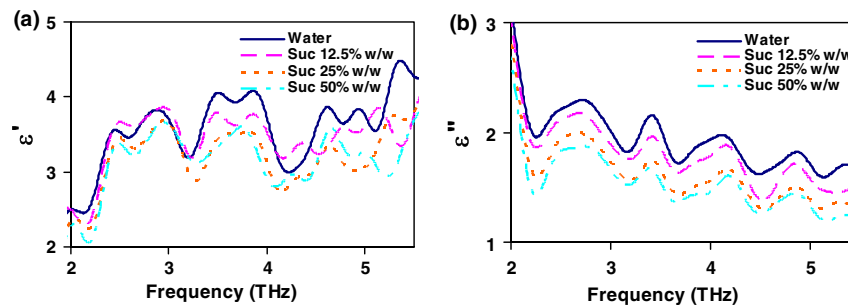 (a)
5
4
3
2
ε'
Water
Suc 12.5% w/w
Suc 25% w/w
Suc 50% w/w
2 3 4 5
Frequency (THz)
(b)
3
2
1
ε"
Water
Suc 12.5% w/w
Suc 25% w/w
Suc 50% w/w
2 3 4 5
Frequency (THz)